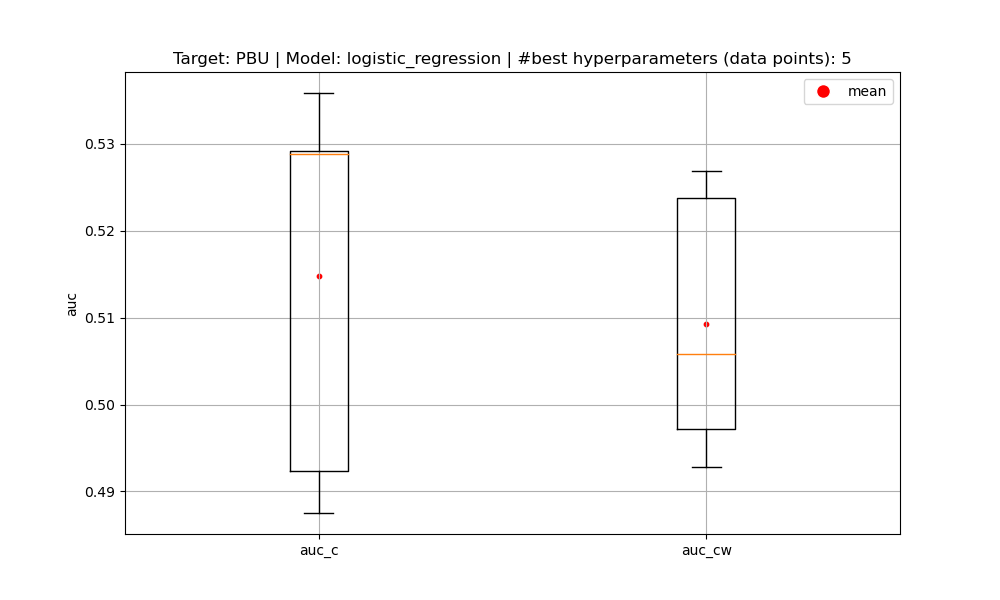 Target: PBU | Model: logistic_regression | #best hyperparameters (data points): 5
mean
0.53
0.52
0.51
0.50
0.49
auc
auc_c
auc_cw